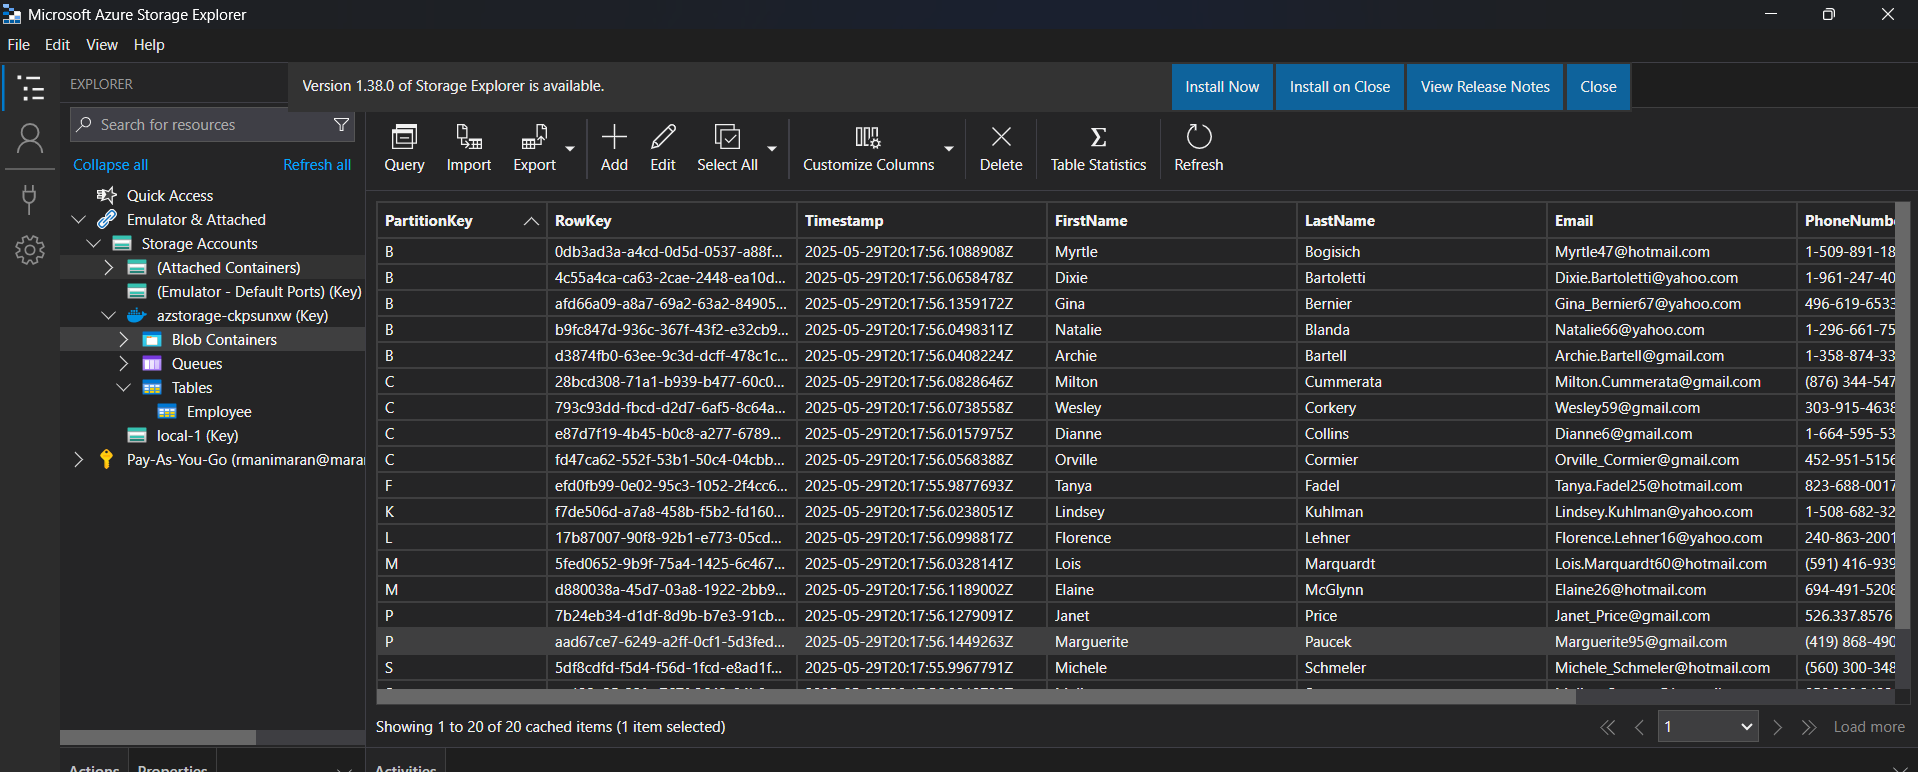 Microsoft Azure Storage Explorer
File Edit View Help
EXPLORER
Version 1.38.0 of Storage Explorer is available.
Install Now Install on Close View Release Notes Close
Search for resources
Collapse all Refresh all
Quick Access
Emulator & Attached
Storage Accounts
(Attached Containers)
(Emulator - Default Ports) (Key)
azstorage-ckpsunxw (Key)
Blob Containers
Queues
Tables
Employee
local-1 (Key)
Pay-As-You-Go (rmanimaran@mara
Query Import Export Add Edit Select All Customize Columns Delete Table Statistics Refresh
PartitionKey RowKey Timestamp FirstName LastName Email PhoneNumb
B 0db3ad3a-a4cd-0d5d-0537-a88f... 2025-05-29T20:17:56.1088908Z Myrtle Bogisich Myrtle47@hotmail.com 1-509-891-18
B 4c55a4ca-ca63-2cae-2448-ea10d... 2025-05-29T20:17:56.0658478Z Dixie Bartoletti Dixie.Bartoletti@yahoo.com 1-961-247-40
B afd66a09-a8a7-69a2-63a2-84905... 2025-05-29T20:17:56.1359172Z Gina Bernier Gina_Bernier67@yahoo.com 496-619-6533
B b9fc847d-936c-367f-43f2-e32cb9... 2025-05-29T20:17:56.0498311Z Natalie Blanda Natalie66@yahoo.com 1-296-661-75
B d3874fb0-63ee-9c3d-dcff-478c1c... 2025-05-29T20:17:56.0408224Z Archie Bartell Archie.Bartell@gmail.com 1-358-874-33
C 28bcd308-71a1-b939-b477-60c0... 2025-05-29T20:17:56.0828646Z Milton Cummerata Milton.Cummerata@gmail.com (876) 344-547
C 793c93dd-fbcd-d2d7-6af5-8c64a... 2025-05-29T20:17:56.0738558Z Wesley Corkery Wesley59@gmail.com 303-915-4638
C e87d7f19-4b45-b0c8-a277-6789... 2025-05-29T20:17:56.0157975Z Dianne Collins Dianne6@gmail.com 1-664-595-53
C fd47ca62-552f-53b1-50c4-04cbb... 2025-05-29T20:17:56.0568388Z Orville Cormier Orville_Cormier@gmail.com 452-951-5156
F efd0fb99-0e02-95c3-1052-2f4cc6... 2025-05-29T20:17:55.9877693Z Tanya Fadel Tanya.Fadel25@hotmail.com 823-688-0017
K f7de506d-a7a8-458b-f5b2-fd160... 2025-05-29T20:17:56.0238051Z Lindsey Kuhlman Lindsey.Kuhlman@yahoo.com 1-508-682-32
L 17b87007-90f8-92b1-e773-05cd... 2025-05-29T20:17:56.0998817Z Florence Lehner Florence.Lehner16@yahoo.com 240-863-2001
M 5fed0652-9b9f-75a4-1425-6c467... 2025-05-29T20:17:56.0328141Z Lois Marquardt Lois.Marquardt60@hotmail.com (591) 416-939
M d880038a-45d7-03a8-1922-2bb9... 2025-05-29T20:17:56.1189002Z Elaine McGlynn Elaine26@hotmail.com 694-491-5208
P 7b24eb34-d1df-8d9b-b7e3-91cb... 2025-05-29T20:17:56.1279091Z Janet Price Janet_Price@gmail.com 526.337.8576
P aad67ce7-6249-a2ff-0cf1-5d3fed... 2025-05-29T20:17:56.1449263Z Marguerite Paucek Marguerite95@gmail.com (419) 868-490
S 5df8cdfd-f5d4-f56d-1fcd-e8ad1f... 2025-05-29T20:17:55.9967791Z Michele Schmeler Michele_Schmeler@hotmail.com (560) 300-348
Showing 1 to 20 of 20 cached items (1 item selected)
1 Load more
Actions Properties Activities